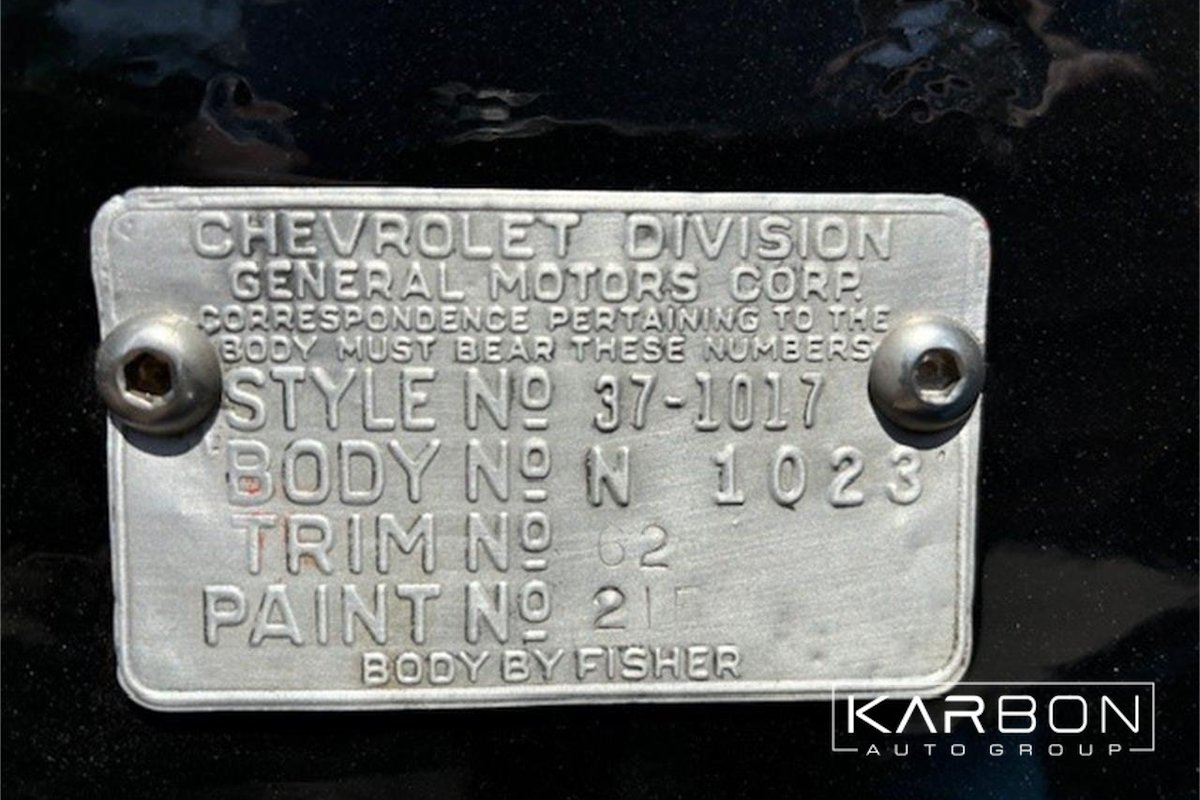 CHEVROLET DIVISION
GENERAL MOTORS CORP.
CORRESPONDENCE PERTAINING TO THE
BODY MUST BEAR THESE NUMBERS
STYLE Nº 37-1017
BODY Nº N 1023
TRIM Nº 62
PAINT Nº
BODY BY FISHER
KARBON
AUTO GROUP